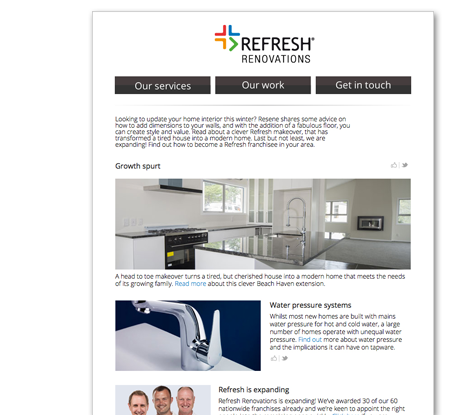 REFRESH®
RENOVATIONS
Our services
Our work
Get in touch
Looking to update your home interior this winter? Resene shares some advice on
how to add dimensions to your walls, and with the addition of a fabulous floor, you
can create style and value. Read about a clever Refresh makeover, that has
transformed a tired house into a modern home. Last but not least, we are
expanding! Find out how to become a Refresh franchisee in your area.
Growth spurt
A head to toe makeover turns a tired, but cherished house into a modern home that meets the needs
of its growing family. Read more about this clever Beach Haven extension.
Water pressure systems
Whilst most new homes are built with mains
water pressure for hot and cold water, a large
number of homes operate with unequal water
pressure. Find out more about water pressure
and the implications it can have on tapware.
Refresh is expanding
Refresh Renovations is expanding! We've awarded 30 of our 60
nationwide franchises already and we're keen to appoint the right